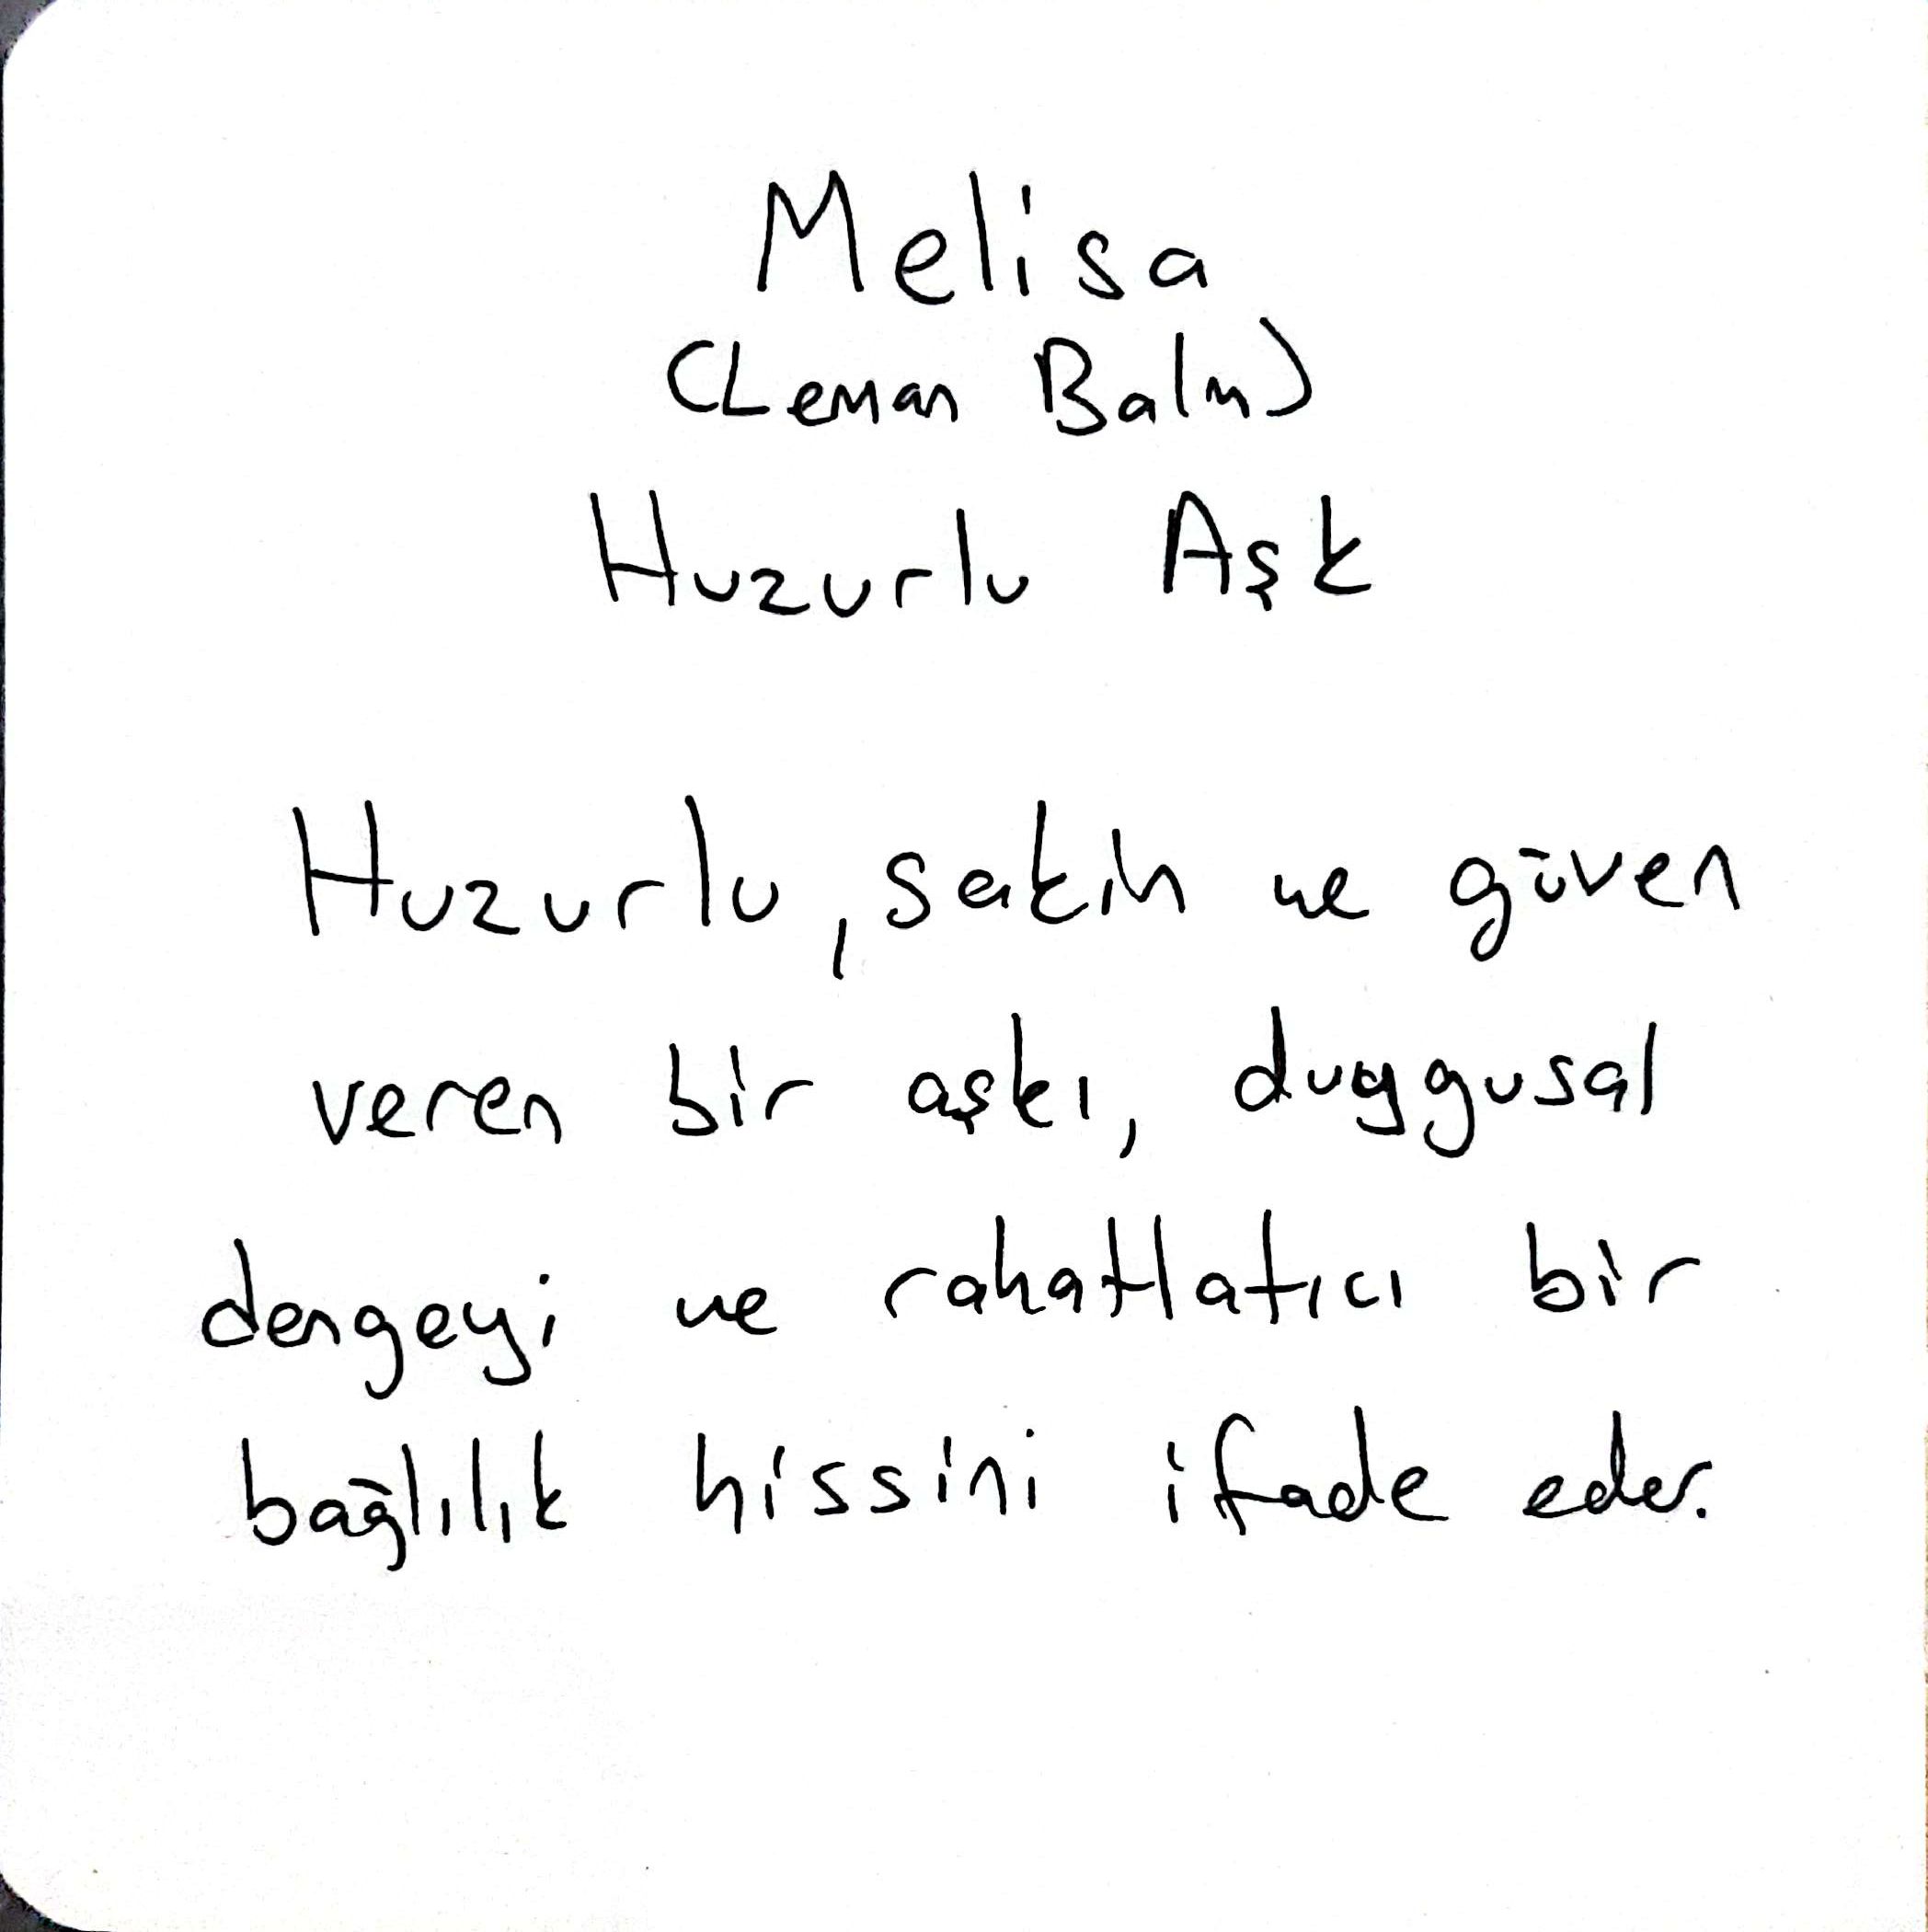 Melisa
(Leman Balm)
Huzurlu Aşk
Huzurlu, sakin ve güven
veren bir aşkı, duygusal
dengeyi ve rahatlatıcı bir
bağlılık hissini ifade eder.